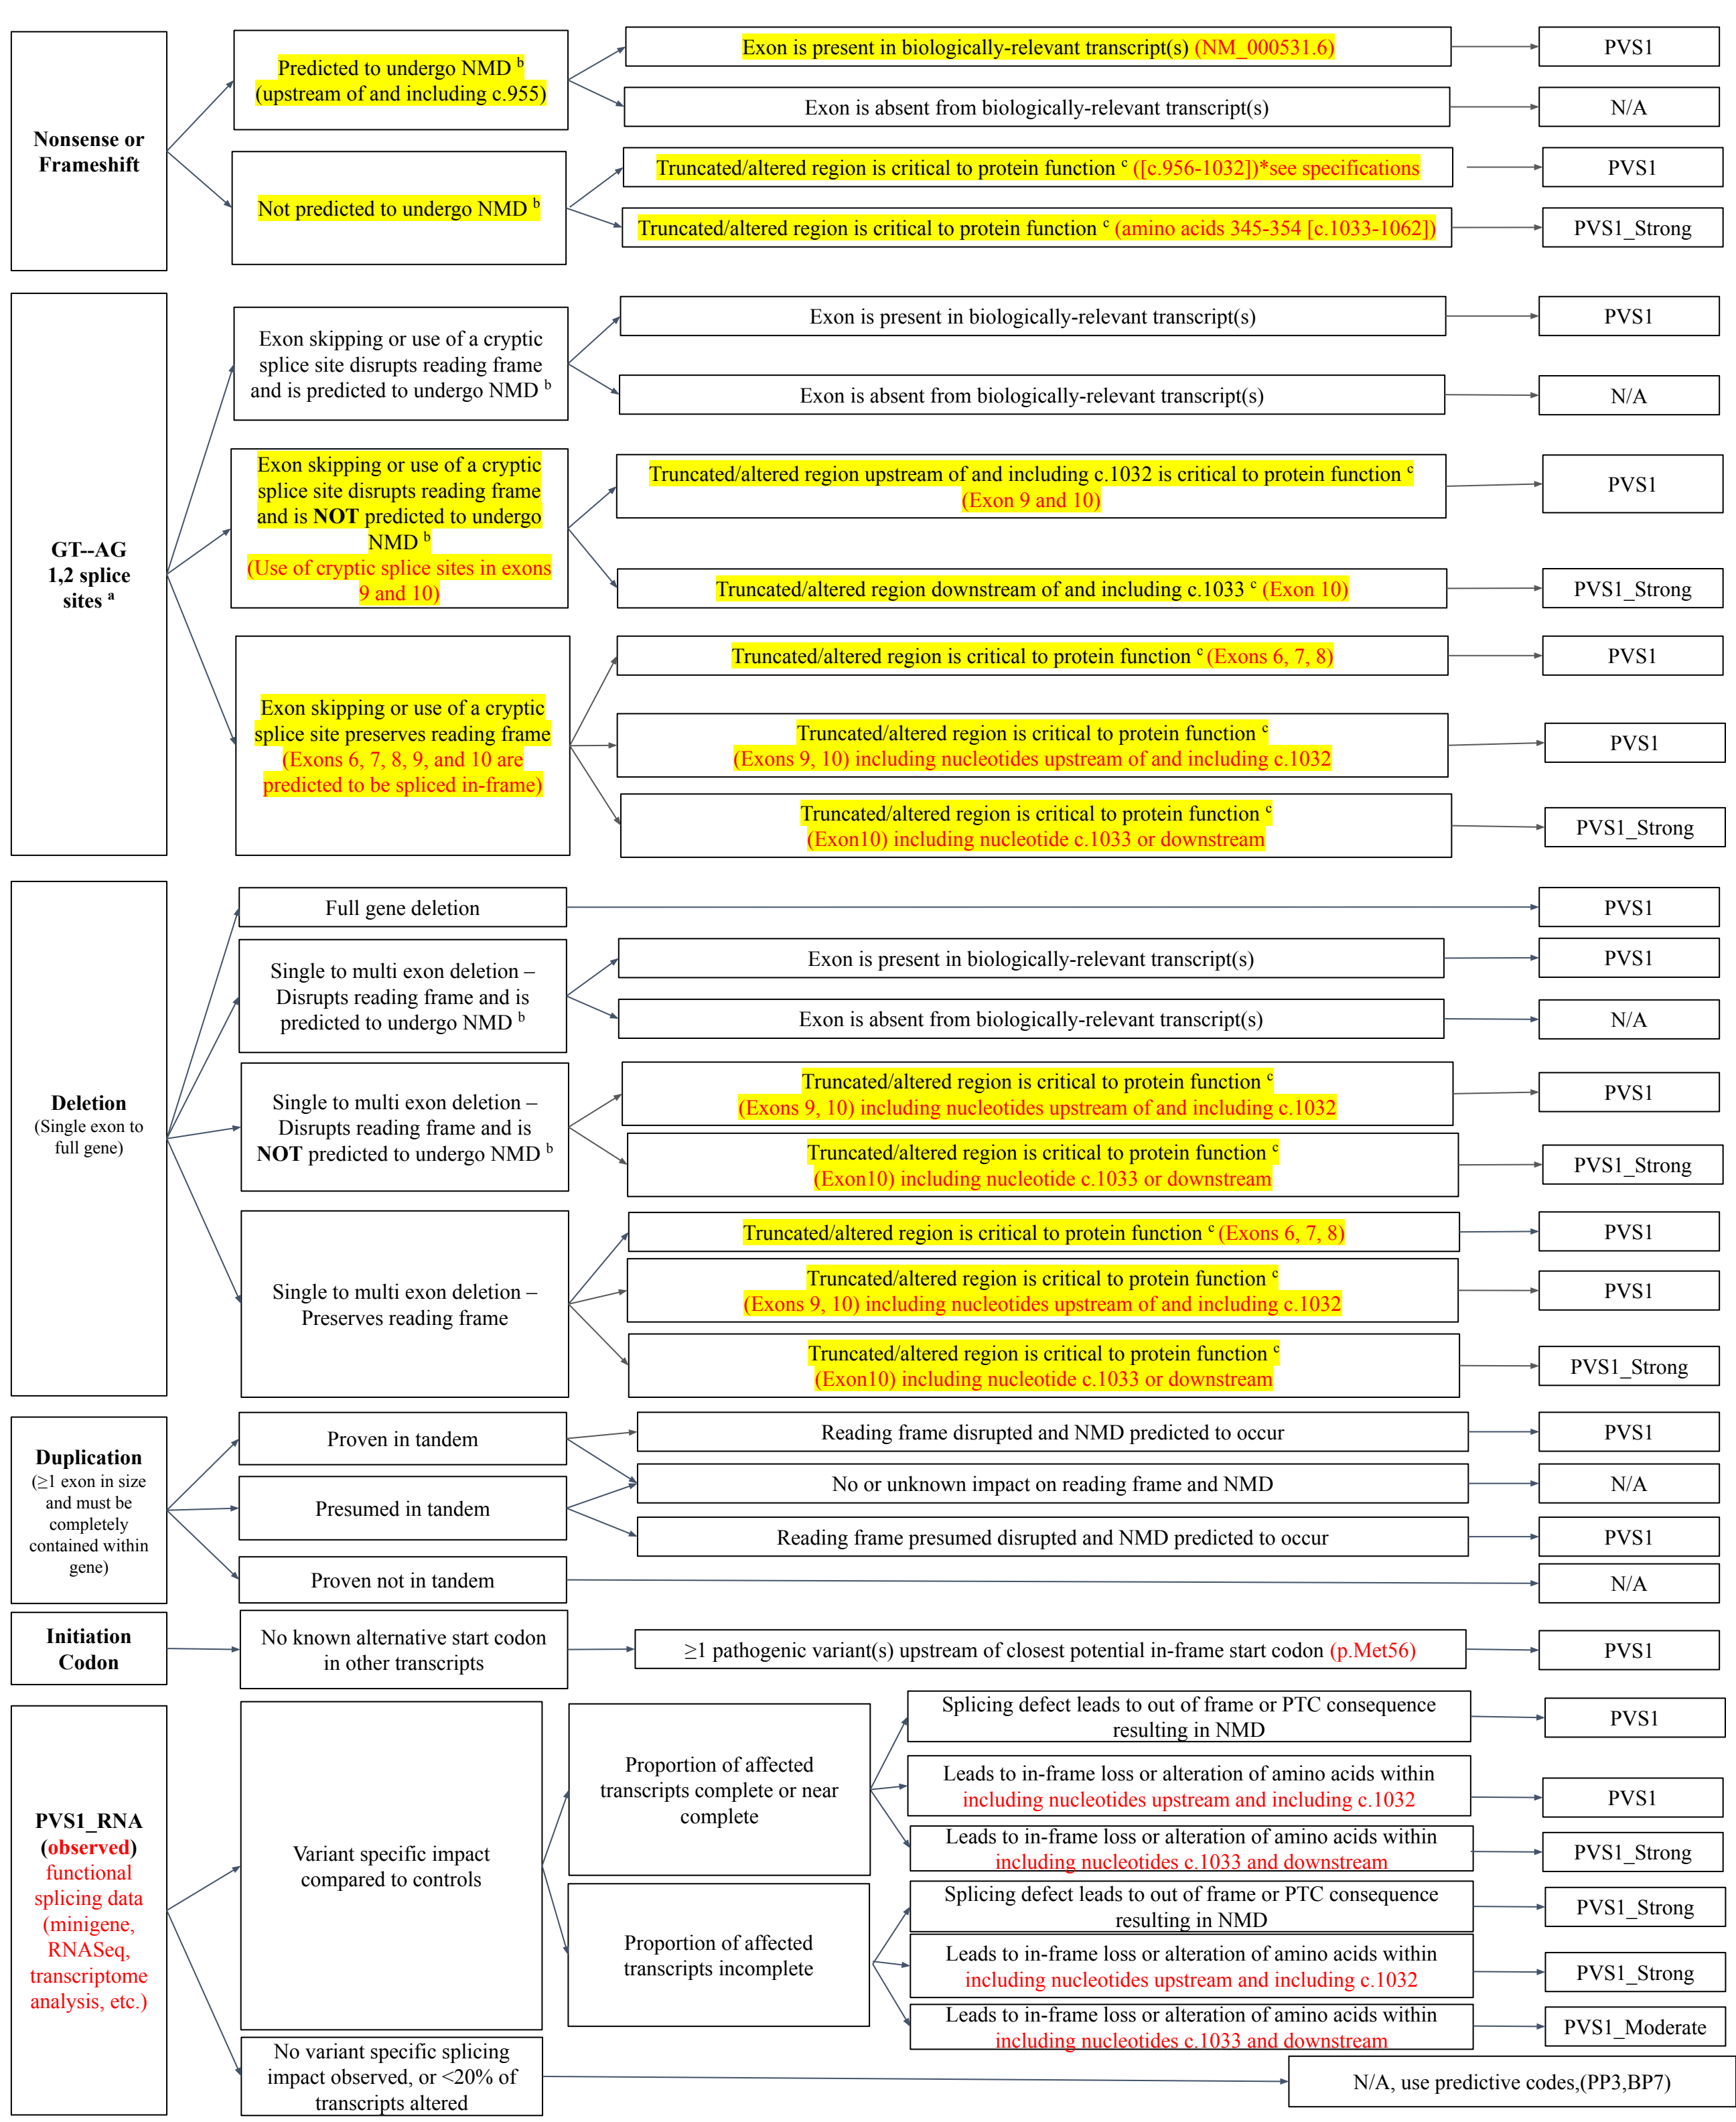 Nonsense or
Frameshift
Predicted to undergo NMD b
(upstream of and including c.955)
Exon is present in biologically-relevant transcript(s) (NM_000531.6)
PVS1
Exon is absent from biologically-relevant transcript(s)
N/A
Not predicted to undergo NMD b
Truncated/altered region is critical to protein function c ([c.956-1032])*see specifications
PVS1
Truncated/altered region is critical to protein function c (amino acids 345-354 [c.1033-1062])
PVS1_Strong
GT--AG
1,2 splice
sites a
Exon skipping or use of a cryptic
splice site disrupts reading frame
and is predicted to undergo NMD b
Exon is present in biologically-relevant transcript(s)
PVS1
Exon is absent from biologically-relevant transcript(s)
N/A
Exon skipping or use of a cryptic
splice site disrupts reading frame
and is NOT predicted to undergo
NMD b
(Use of cryptic splice sites in exons
9 and 10)
Truncated/altered region upstream of and including c.1032 is critical to protein function c
(Exon 9 and 10)
PVS1
Truncated/altered region downstream of and including c.1033 c (Exon 10)
PVS1_Strong
Exon skipping or use of a cryptic
splice site preserves reading frame
(Exons 6, 7, 8, 9, and 10 are
predicted to be spliced in-frame)
Truncated/altered region is critical to protein function c (Exons 6, 7, 8)
PVS1
Truncated/altered region is critical to protein function c
(Exons 9, 10) including nucleotides upstream of and including c.1032
PVS1
Truncated/altered region is critical to protein function c
(Exon10) including nucleotide c.1033 or downstream
PVS1_Strong
Deletion
(Single exon to
full gene)
Full gene deletion
PVS1
Single to multi exon deletion –
Disrupts reading frame and is
predicted to undergo NMD b
Exon is present in biologically-relevant transcript(s)
PVS1
Exon is absent from biologically-relevant transcript(s)
N/A
Single to multi exon deletion –
Disrupts reading frame and is
NOT predicted to undergo NMD b
Truncated/altered region is critical to protein function c
(Exons 9, 10) including nucleotides upstream of and including c.1032
PVS1
Truncated/altered region is critical to protein function c
(Exon10) including nucleotide c.1033 or downstream
PVS1_Strong
Single to multi exon deletion –
Preserves reading frame
Truncated/altered region is critical to protein function c (Exons 6, 7, 8)
PVS1
Truncated/altered region is critical to protein function c
(Exons 9, 10) including nucleotides upstream of and including c.1032
PVS1
Truncated/altered region is critical to protein function c
(Exon10) including nucleotide c.1033 or downstream
PVS1_Strong
Duplication
(≥1 exon in size
and must be
completely
contained within
gene)
Proven in tandem
Reading frame disrupted and NMD predicted to occur
PVS1
No or unknown impact on reading frame and NMD
N/A
Presumed in tandem
Reading frame presumed disrupted and NMD predicted to occur
PVS1
Proven not in tandem
N/A
Initiation
Codon
No known alternative start codon
in other transcripts
≥1 pathogenic variant(s) upstream of closest potential in-frame start codon (p.Met56)
PVS1
PVS1_RNA
(observed)
functional
splicing data
(minigene,
RNASeq,
transcriptome
analysis, etc.)
Variant specific impact
compared to controls
Proportion of affected
transcripts complete or near
complete
Splicing defect leads to out of frame or PTC consequence
resulting in NMD
PVS1
Leads to in-frame loss or alteration of amino acids within
including nucleotides upstream and including c.1032
PVS1
Leads to in-frame loss or alteration of amino acids within
including nucleotides c.1033 and downstream
PVS1_Strong
Proportion of affected
transcripts incomplete
Splicing defect leads to out of frame or PTC consequence
resulting in NMD
PVS1_Strong
Leads to in-frame loss or alteration of amino acids within
including nucleotides upstream and including c.1032
PVS1_Strong
Leads to in-frame loss or alteration of amino acids within
including nucleotides c.1033 and downstream
PVS1_Moderate
No variant specific splicing
impact observed, or <20% of
transcripts altered
N/A, use predictive codes,(PP3,BP7)